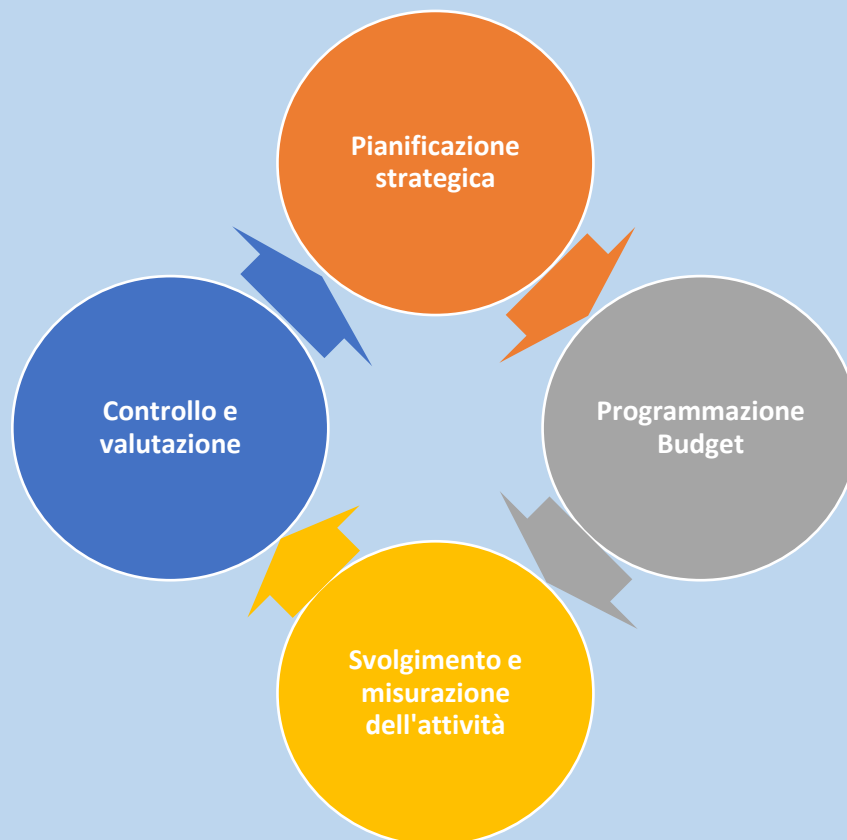 Pianificazione
strategica
Programmazione
Budget
Svolgimento e
misurazione
dell'attività
Controllo e
valutazione